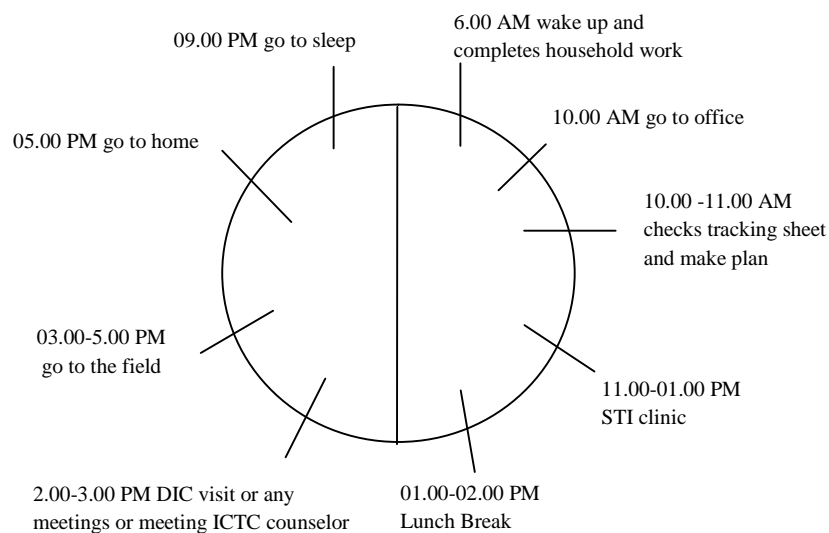 6.00 AM wake up and
completes household work
10.00 AM go to office
10.00 -11.00 AM
checks tracking sheet
and make plan
11.00-01.00 PM
STI clinic
01.00-02.00 PM
Lunch Break
2.00-3.00 PM DIC visit or any
meetings or meeting ICTC counselor
03.00-5.00 PM
go to the field
05.00 PM go to home
09.00 PM go to sleep